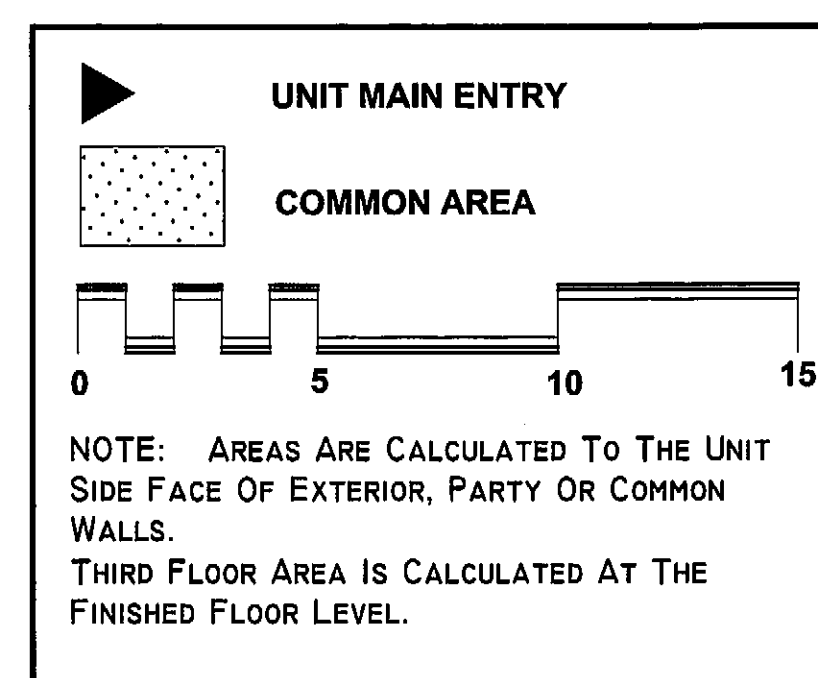 UNIT MAIN ENTRY
COMMON AREA
0 5 10 15
NOTE: AREAS ARE CALCULATED TO THE UNIT
SIDE FACE OF EXTERIOR, PARTY OR COMMON
WALLS.
THIRD FLOOR AREA IS CALCULATED AT THE
FINISHED FLOOR LEVEL.